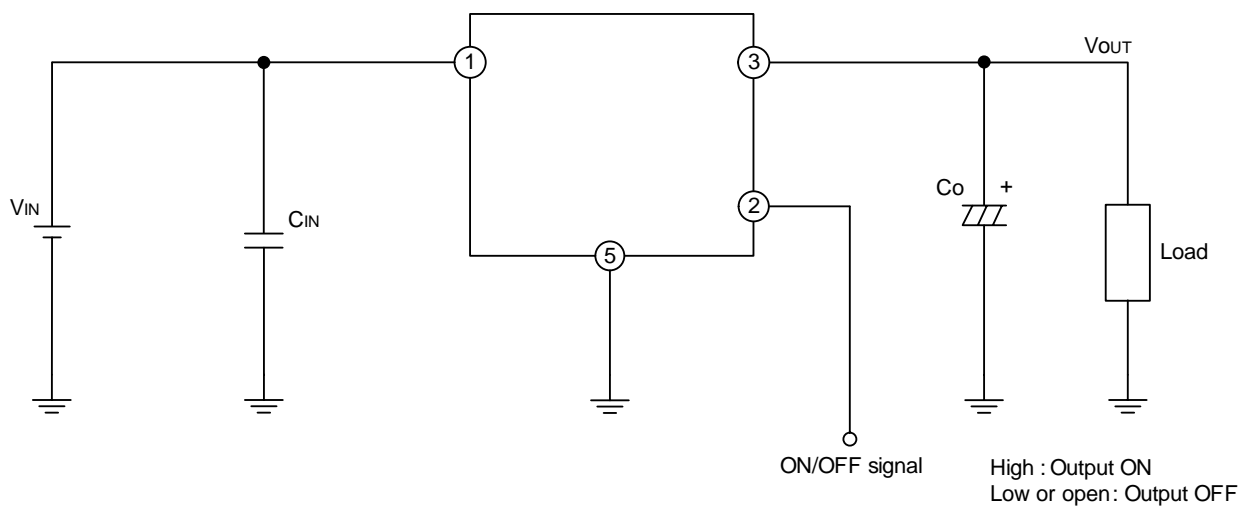 1
3
VOUT
VIN
CIN
2
Co +
5
Load
ON/OFF signal
High : Output ON
Low or open : Output OFF